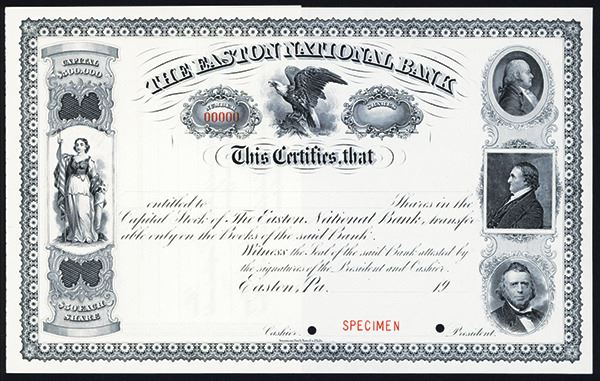 THE EASTON NATIONAL BANK
CAPITAL
$500,000
NUMBER
00000
SHARES
This Certifies, that
entitled to Shares in the
Capital Stock of The Easton National Bank, transfer
able only on the Books of the said Bank.
Witness the Seal of the said Bank attested by
the signatures of the President and Cashier.
Easton, Pa. 19
$50 EACH
SHARE
Cashier. SPECIMEN President.